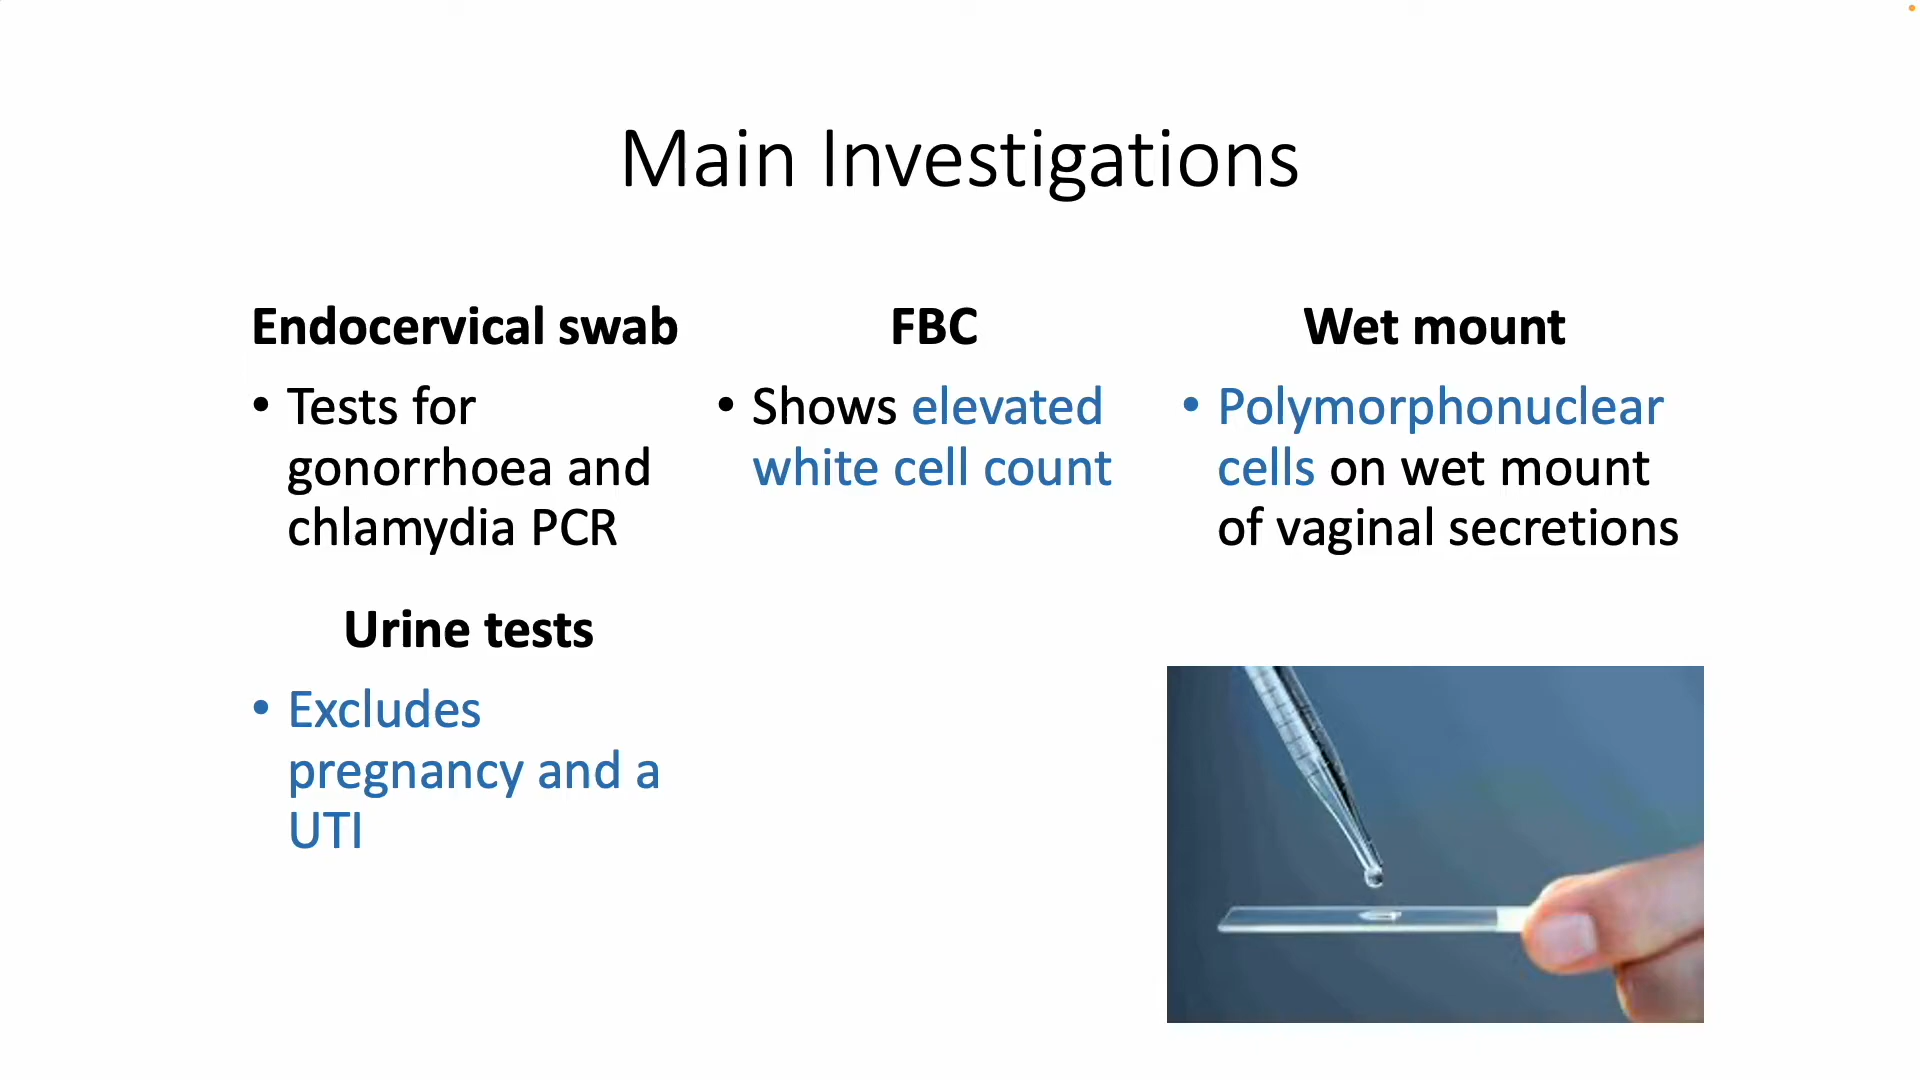 Main Investigations
Endocervical swab
• Tests for
gonorrhoea and
chlamydia PCR
FBC
• Shows elevated
white cell count
Wet mount
• Polymorphonuclear
cells on wet mount
of vaginal secretions
Urine tests
• Excludes
pregnancy and a
UTI